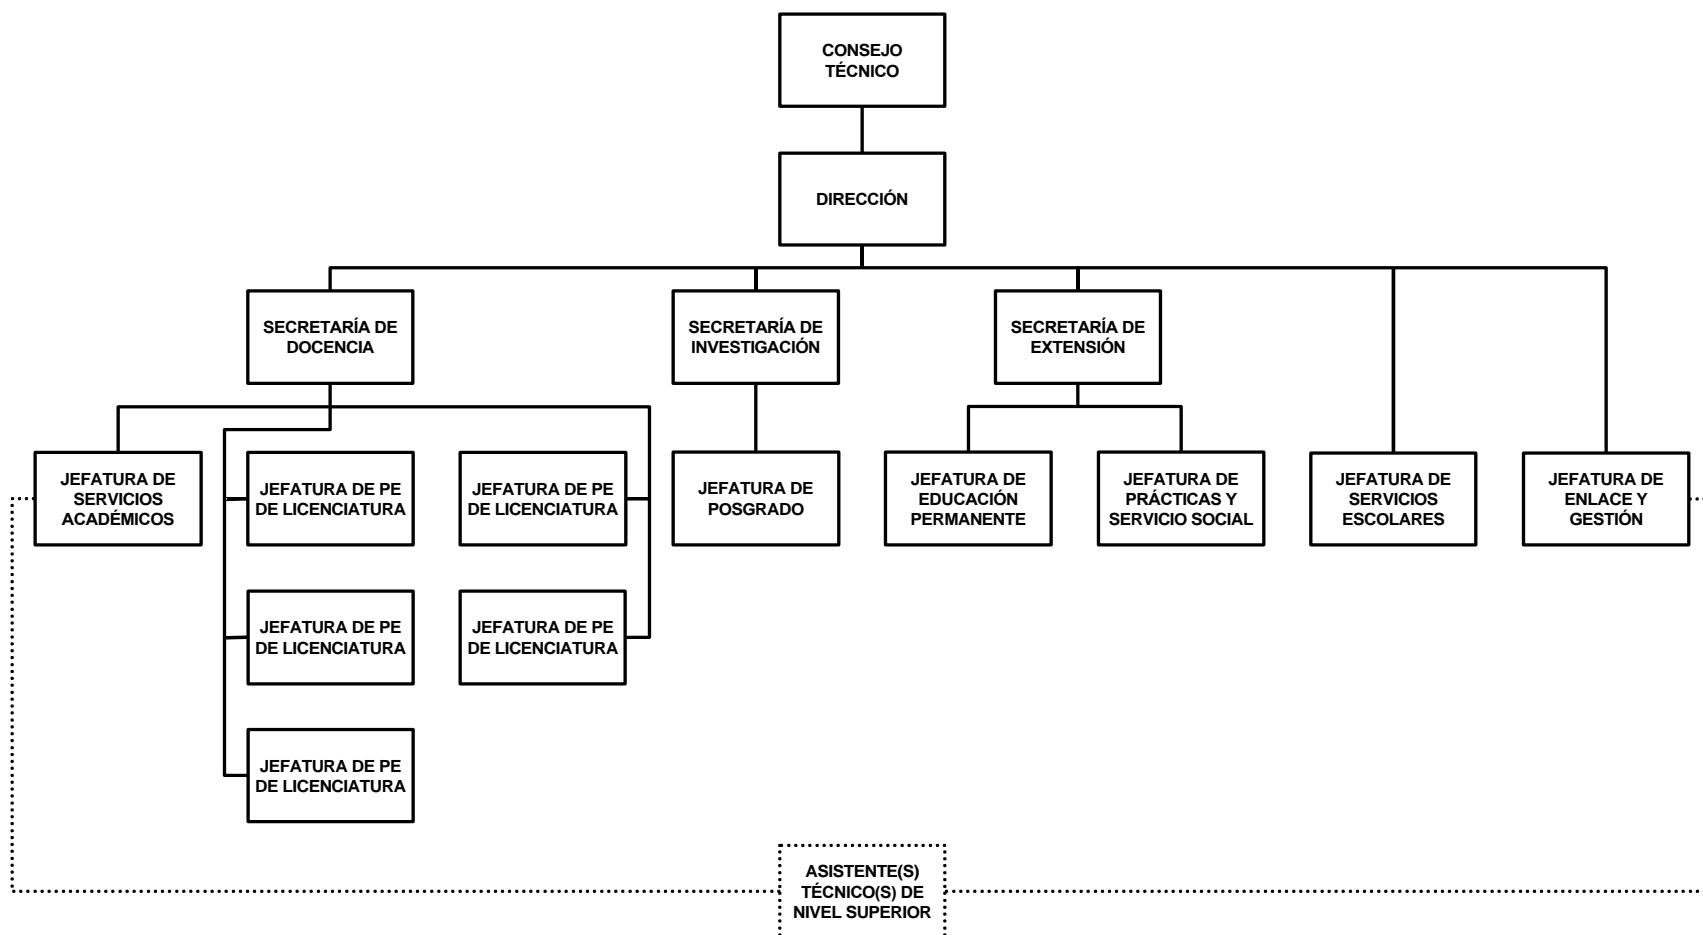 CONSEJO
TÉCNICO
DIRECCIÓN
SECRETARÍA DE
DOCENCIA
SECRETARÍA DE
INVESTIGACIÓN
SECRETARÍA DE
EXTENSIÓN
JEFATURA DE
SERVICIOS
ACADÉMICOS
JEFATURA DE PE
DE LICENCIATURA
JEFATURA DE PE
DE LICENCIATURA
JEFATURA DE
POSGRADO
JEFATURA DE
EDUCACIÓN
PERMANENTE
JEFATURA DE
PRÁCTICAS Y
SERVICIO SOCIAL
JEFATURA DE
SERVICIOS
ESCOLARES
JEFATURA DE
ENLACE Y
GESTIÓN
JEFATURA DE PE
DE LICENCIATURA
JEFATURA DE PE
DE LICENCIATURA
JEFATURA DE PE
DE LICENCIATURA
ASISTENTE(S)
TÉCNICO(S) DE
NIVEL SUPERIOR